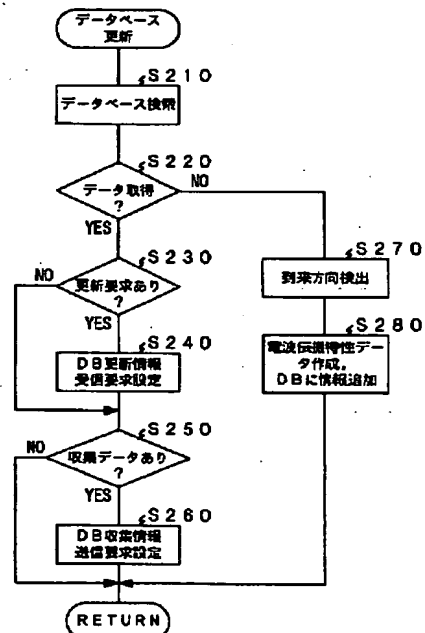 データベース
更新
S210
データベース検索
S220
データ取得
?
NO
YES
S230
NO
更新要求あり
?
YES
S240
DB更新情報
受信要求設定
S250
NO
収集データあり
?
YES
S260
DB収集情報
送信要求設定
S270
到来方向検出
S280
電波伝搬特性デー
タ作成,
DBに情報追加
RETURN